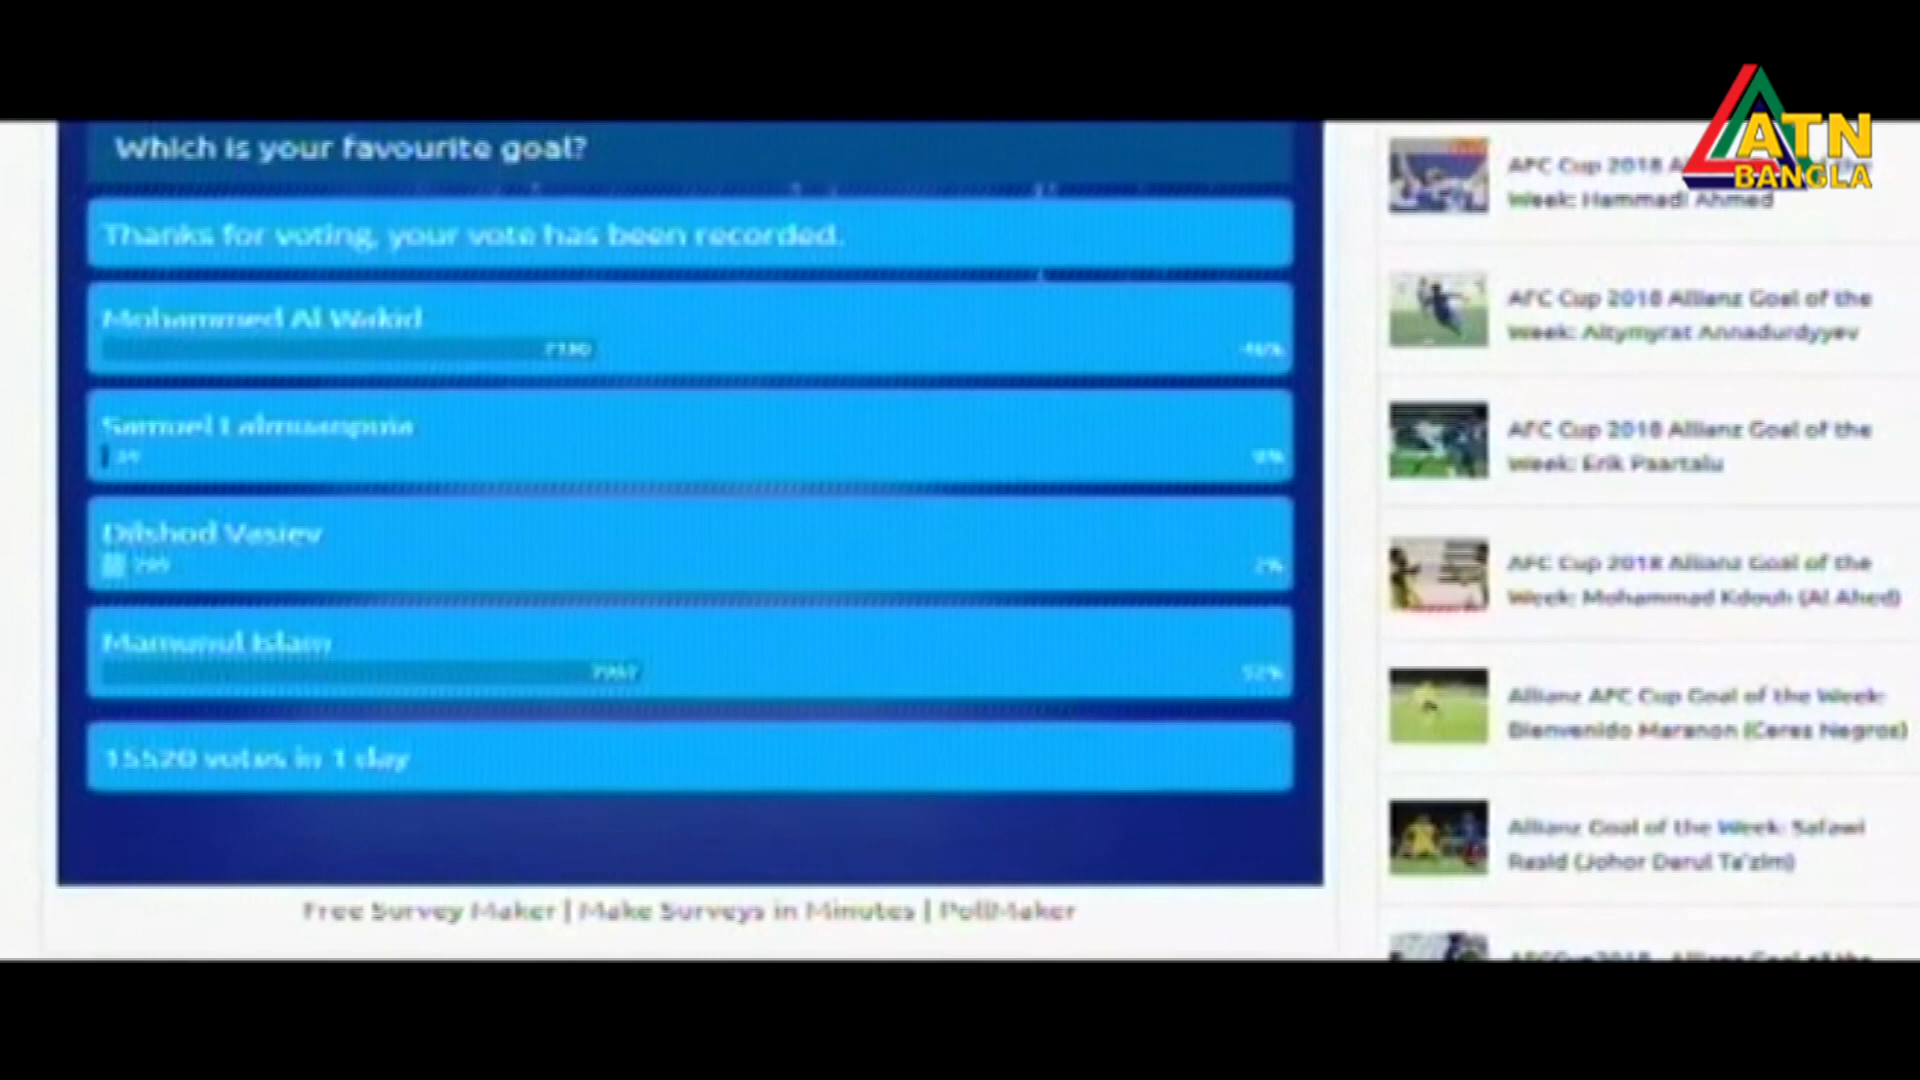 Which is your favourite goal?
Thanks for voting, your vote has been recorded.
Mohammed Al Wakid
46%
Samuel Lalmuanpuia
0%
Dilshod Vasiev
2%
Mamunul Islam
52%
15520 votes in 1 day
Free Survey Maker | Make Surveys in Minutes | PollMaker
ATN
BANGLA
AFC Cup 2018 the
Week: Hammadi Ahmed
AFC Cup 2018 Allianz Goal of the
Week: Altymyrat Annadurdyyev
AFC Cup 2018 Allianz Goal of the
Week: Erik Paartalu
AFC Cup 2018 Allianz Goal of the
Week: Mohammad Kdouh (Al Ahed)
Allianz AFC Cup Goal of the Week:
Bienvenido Maranon (Ceres Negros)
Allianz Goal of the Week: Safawi
Rasid (Johor Darul Ta'zim)